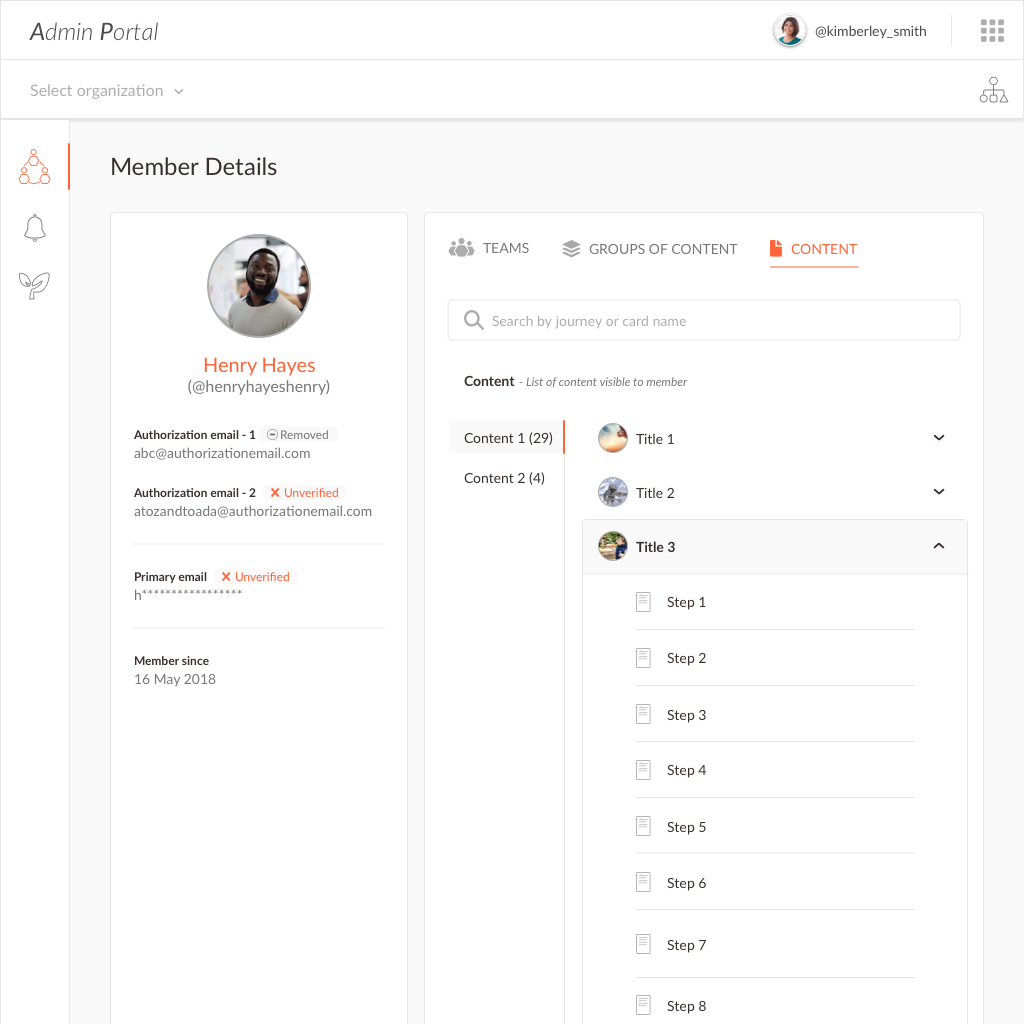 Admin Portal
@kimberley_smith
Select organization
Member Details
Henry Hayes
(@henryhayeshenry)
Authorization email - 1 Removed
abc@authorizationemail.com
Authorization email - 2 Unverified
atozandtoada@authorizationemail.com
Primary email Unverified
h*****************
Member since
16 May 2018
TEAMS GROUPS OF CONTENT CONTENT
Search by journey or card name
Content - List of content visible to member
Content 1 (29)
Content 2 (4)
Title 1
Title 2
Title 3
Step 1
Step 2
Step 3
Step 4
Step 5
Step 6
Step 7
Step 8